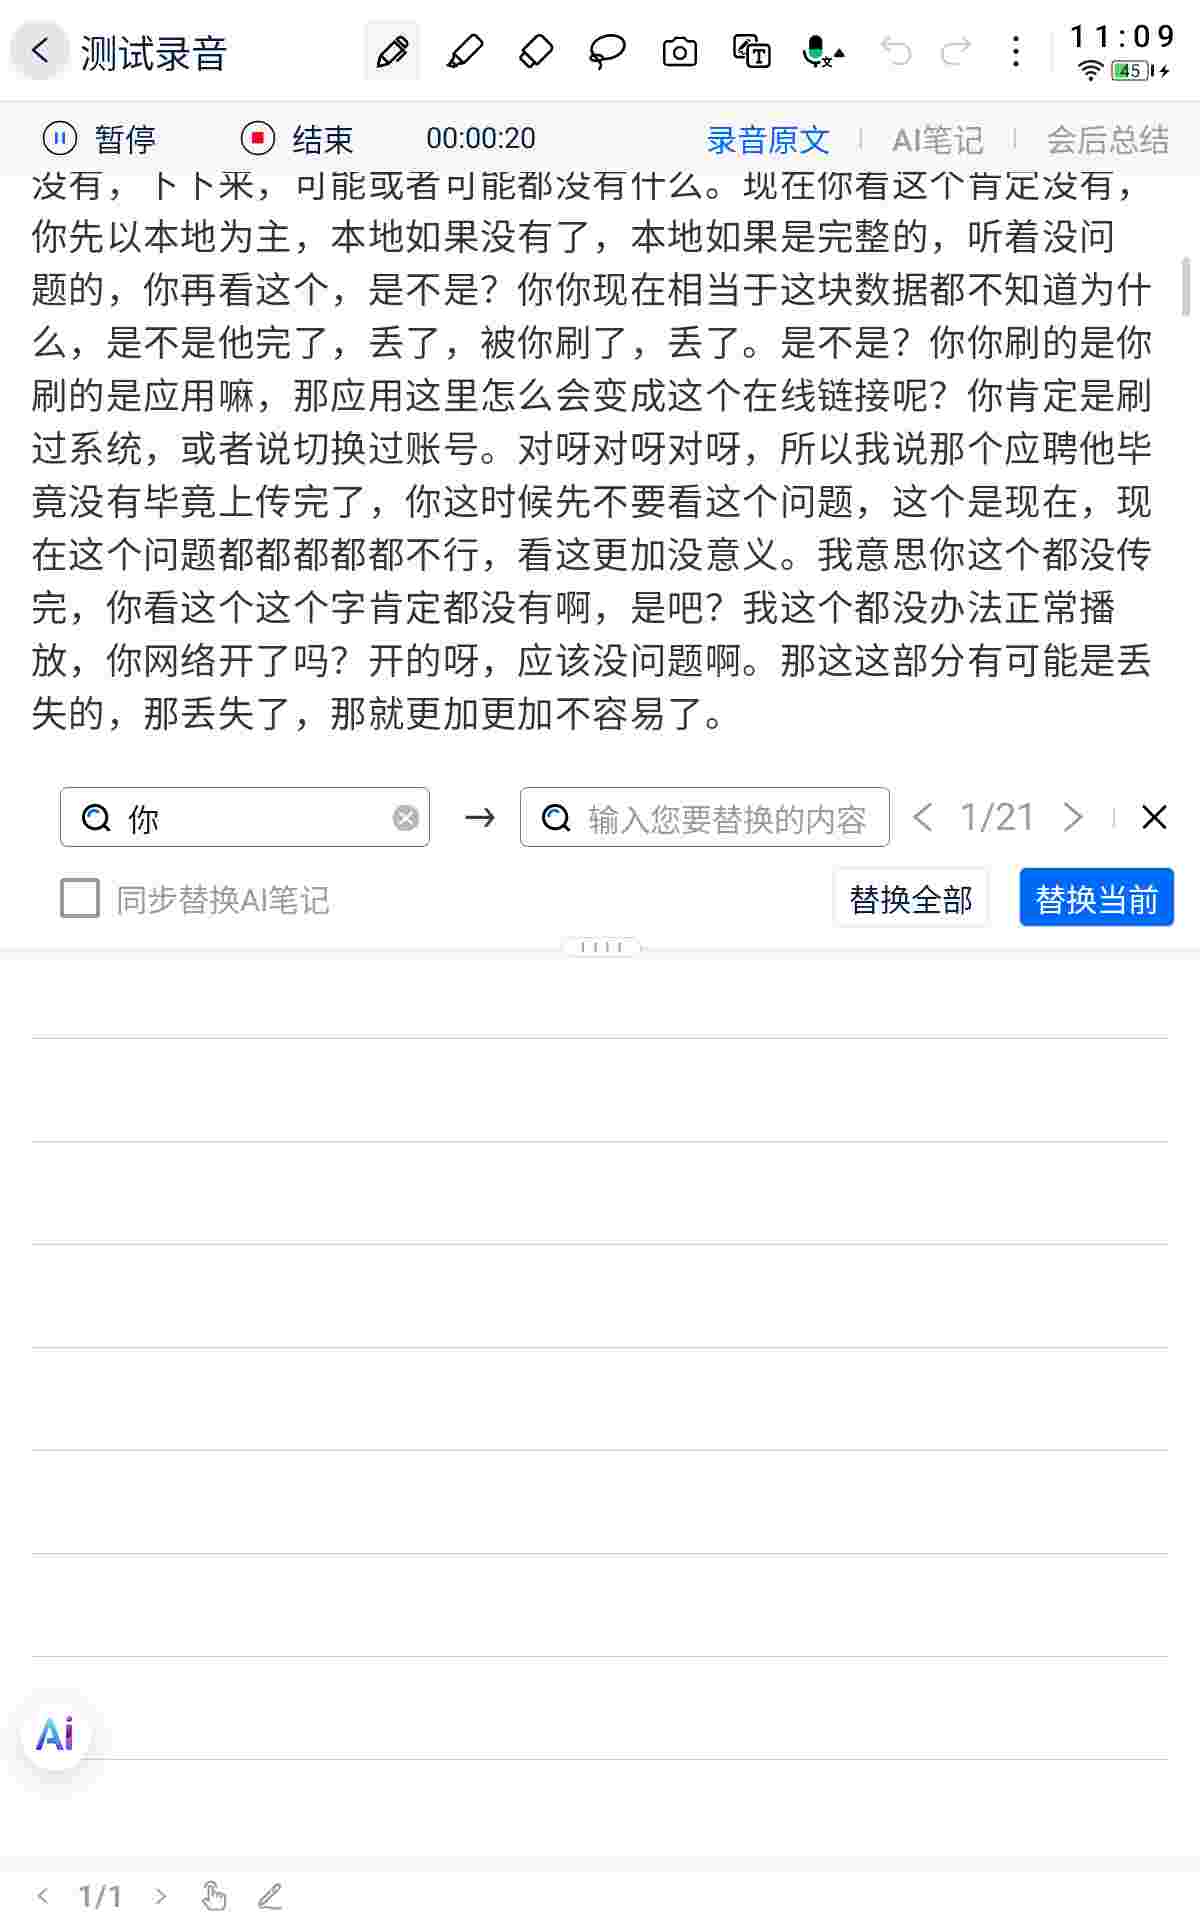 测试录音
11:09
45
暂停 结束 00:00:20 录音原文 AI笔记 会后总结
没有，下下来，可能或者可能都没有什么。现在你看这个肯定没有，
你先以本地为主，本地如果没有了，本地如果是完整的，听着没问
题的，你再看这个，是不是？你你现在相当于这块数据都不知道为什
么，是不是他完了，丢了，被你刷了，丢了。是不是？你你刷的是你
刷的是应用嘛，那应用这里怎么会变成这个在线链接呢？你肯定是刷
过系统，或者说切换过账号。对呀对呀对呀，所以我说那个应聘他毕
竟没有毕竟上传完了，你这时候先不要看这个问题，这个是现在，现
在这个问题都都都都都不行，看这更加没意义。我意思你这个都没传
完，你看这个这个字肯定都没有啊，是吧？我这个都没办法正常播
放，你网络开了吗？开的呀，应该没问题啊。那这这部分有可能是丢
失的，那丢失了，那就更加更加不容易了。
你 → 输入您要替换的内容 1/21
同步替换AI笔记 替换全部 替换当前
Ai
1/1